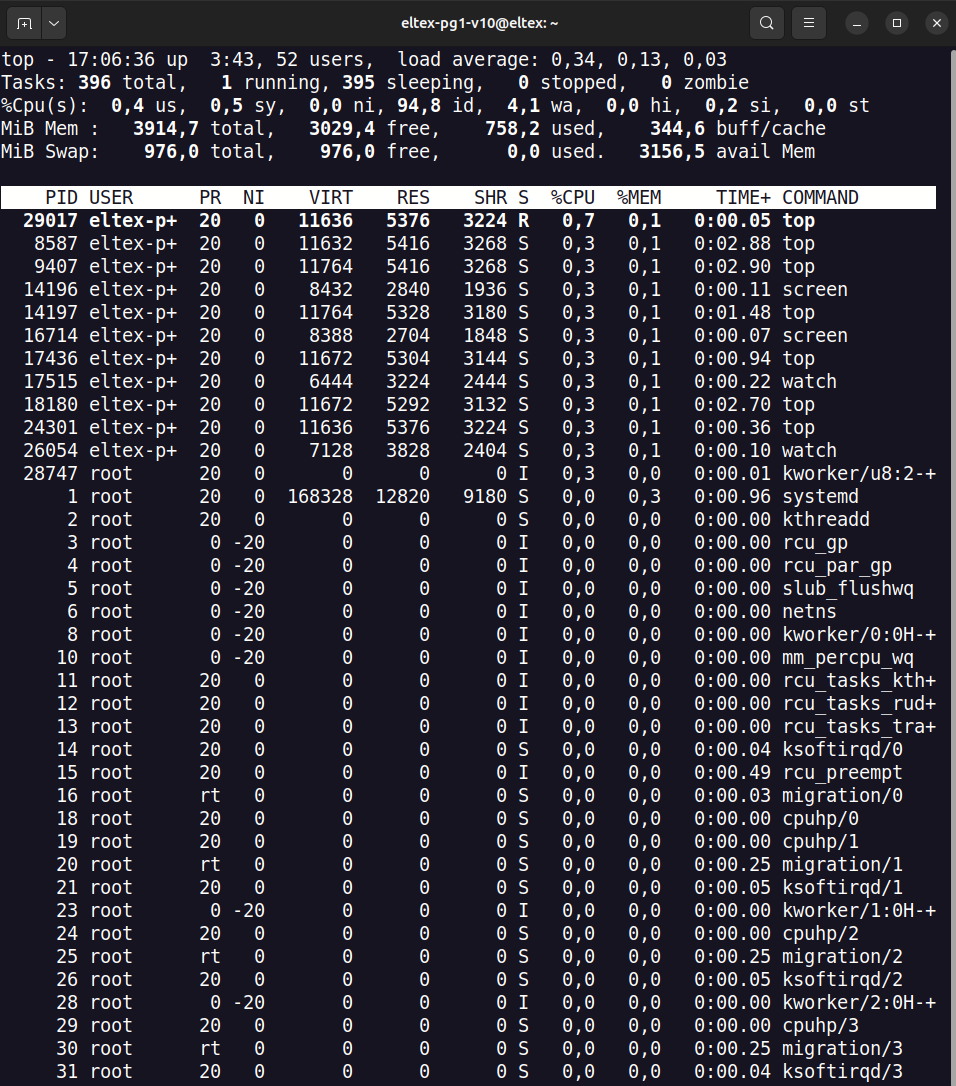 eltex-pg1-v10@eltex: ~
top - 17:06:36 up  3:43, 52 users,  load average: 0,34, 0,13, 0,03
Tasks: 396 total,   1 running, 395 sleeping,   0 stopped,   0 zombie
%Cpu(s):  0,4 us,  0,5 sy,  0,0 ni, 94,8 id,  4,1 wa,  0,0 hi,  0,2 si,  0,0 st
MiB Mem :   3914,7 total,   3029,4 free,    758,2 used,    344,6 buff/cache
MiB Swap:    976,0 total,    976,0 free,      0,0 used.   3156,5 avail Mem
PID USER      PR  NI    VIRT    RES    SHR S  %CPU  %MEM     TIME+ COMMAND
29017 eltex-p+  20   0   11636   5376   3224 R   0,7   0,1   0:00.05 top
8587 eltex-p+  20   0   11632   5416   3268 S   0,3   0,1   0:02.88 top
9407 eltex-p+  20   0   11764   5416   3268 S   0,3   0,1   0:02.90 top
14196 eltex-p+  20   0    8432   2840   1936 S   0,3   0,1   0:00.11 screen
14197 eltex-p+  20   0   11764   5328   3180 S   0,3   0,1   0:01.48 top
16714 eltex-p+  20   0    8388   2704   1848 S   0,3   0,1   0:00.07 screen
17436 eltex-p+  20   0   11672   5304   3144 S   0,3   0,1   0:00.94 top
17515 eltex-p+  20   0    6444   3224   2444 S   0,3   0,1   0:00.22 watch
18180 eltex-p+  20   0   11672   5292   3132 S   0,3   0,1   0:02.70 top
24301 eltex-p+  20   0   11636   5376   3224 S   0,3   0,1   0:00.36 top
26054 eltex-p+  20   0    7128   3828   2404 S   0,3   0,1   0:00.10 watch
28747 root      20   0       0      0      0 I   0,3   0,0   0:00.01 kworker/u8:2-+
1 root      20   0  168328  12820   9180 S   0,0   0,3   0:00.96 systemd
2 root      20   0       0      0      0 S   0,0   0,0   0:00.00 kthreadd
3 root       0 -20       0      0      0 I   0,0   0,0   0:00.00 rcu_gp
4 root       0 -20       0      0      0 I   0,0   0,0   0:00.00 rcu_par_gp
5 root       0 -20       0      0      0 I   0,0   0,0   0:00.00 slub_flushwq
6 root       0 -20       0      0      0 I   0,0   0,0   0:00.00 netns
8 root       0 -20       0      0      0 I   0,0   0,0   0:00.00 kworker/0:0H-+
10 root       0 -20       0      0      0 I   0,0   0,0   0:00.00 mm_percpu_wq
11 root      20   0       0      0      0 I   0,0   0,0   0:00.00 rcu_tasks_kth+
12 root      20   0       0      0      0 I   0,0   0,0   0:00.00 rcu_tasks_rud+
13 root      20   0       0      0      0 I   0,0   0,0   0:00.00 rcu_tasks_tra+
14 root      20   0       0      0      0 S   0,0   0,0   0:00.04 ksoftirqd/0
15 root      20   0       0      0      0 I   0,0   0,0   0:00.49 rcu_preempt
16 root      rt   0       0      0      0 S   0,0   0,0   0:00.03 migration/0
18 root      20   0       0      0      0 S   0,0   0,0   0:00.00 cpuhp/0
19 root      20   0       0      0      0 S   0,0   0,0   0:00.00 cpuhp/1
20 root      rt   0       0      0      0 S   0,0   0,0   0:00.25 migration/1
21 root      20   0       0      0      0 S   0,0   0,0   0:00.05 ksoftirqd/1
23 root       0 -20       0      0      0 I   0,0   0,0   0:00.00 kworker/1:0H-+
24 root      20   0       0      0      0 S   0,0   0,0   0:00.00 cpuhp/2
25 root      rt   0       0      0      0 S   0,0   0,0   0:00.25 migration/2
26 root      20   0       0      0      0 S   0,0   0,0   0:00.05 ksoftirqd/2
28 root       0 -20       0      0      0 I   0,0   0,0   0:00.00 kworker/2:0H-+
29 root      20   0       0      0      0 S   0,0   0,0   0:00.00 cpuhp/3
30 root      rt   0       0      0      0 S   0,0   0,0   0:00.25 migration/3
31 root      20   0       0      0      0 S   0,0   0,0   0:00.04 ksoftirqd/3